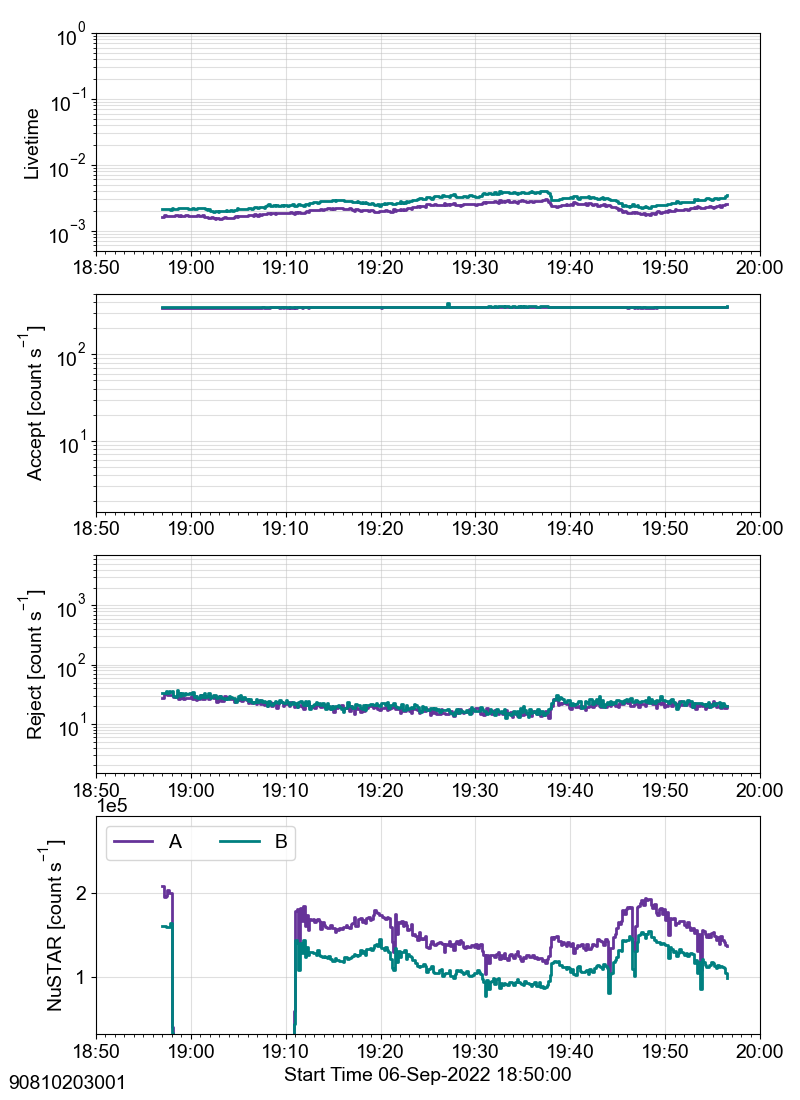 10^0
10^−1
10^−2
10^−3
Livetime
18:50 19:00 19:10 19:20 19:30 19:40 19:50 20:00
10^2
10^1
Accept [count s^−1]
18:50 19:00 19:10 19:20 19:30 19:40 19:50 20:00
10^3
10^2
10^1
Reject [count s^−1]
18:50 19:00 19:10 19:20 19:30 19:40 19:50 20:00
1e5
A B
2
1
NuSTAR [count s^−1]
18:50 19:00 19:10 19:20 19:30 19:40 19:50 20:00
Start Time 06-Sep-2022 18:50:00
90810203001